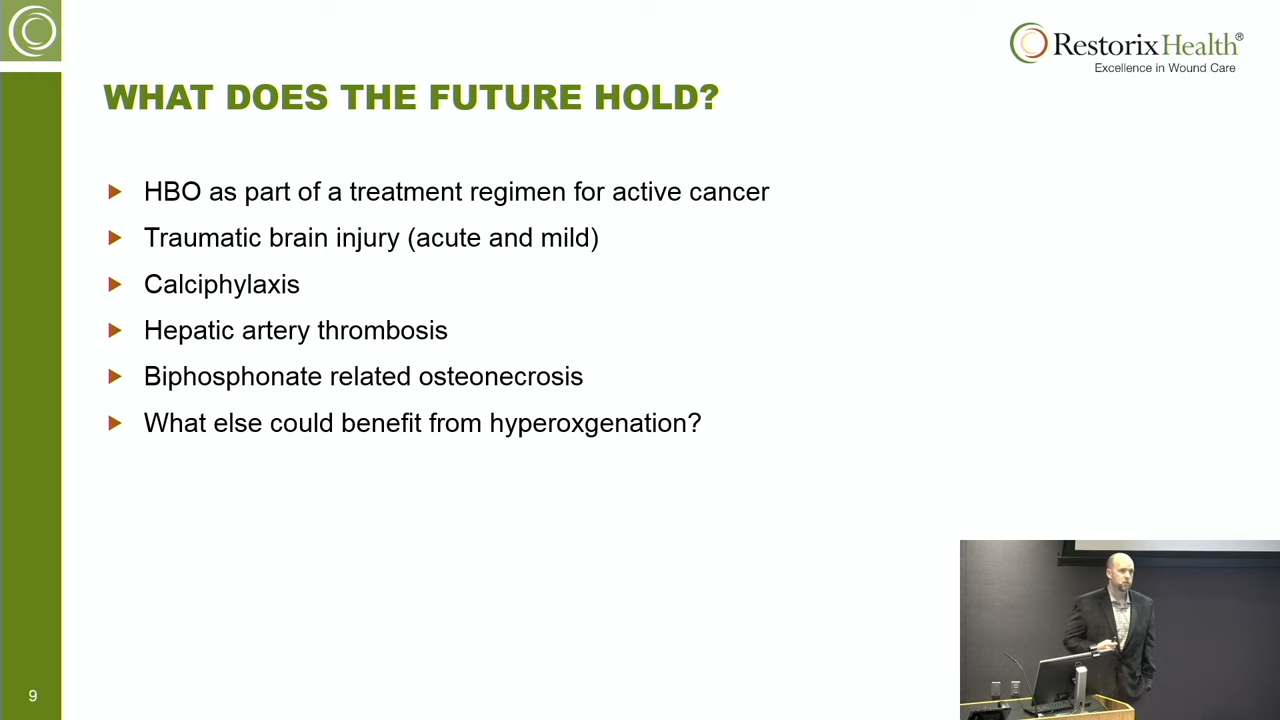 RestorixHealth®
Excellence in Wound Care
WHAT DOES THE FUTURE HOLD?
HBO as part of a treatment regimen for active cancer
Traumatic brain injury (acute and mild)
Calciphylaxis
Hepatic artery thrombosis
Biphosphonate related osteonecrosis
What else could benefit from hyperoxgenation?
9